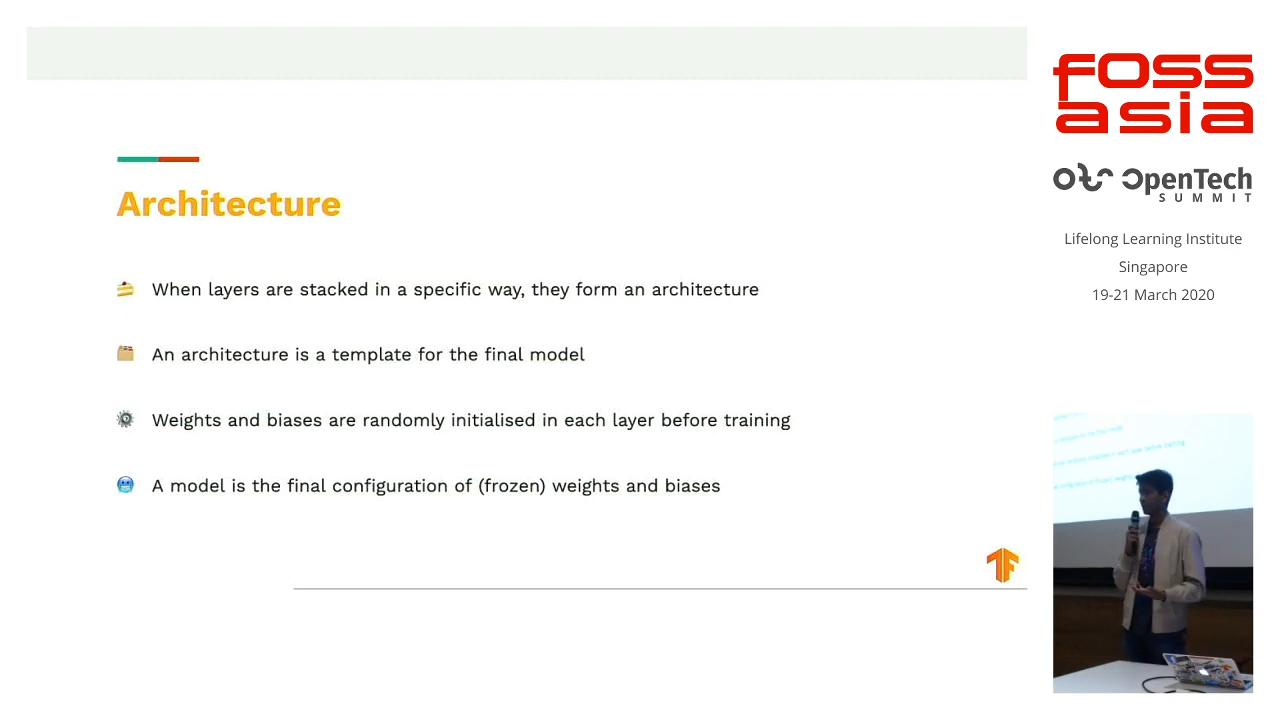 Architecture
When layers are stacked in a specific way, they form an architecture
An architecture is a template for the final model
Weights and biases are randomly initialised in each layer before training
A model is the final configuration of (frozen) weights and biases
foss
asia
OpenTech
SUMMIT
Lifelong Learning Institute
Singapore
19-21 March 2020